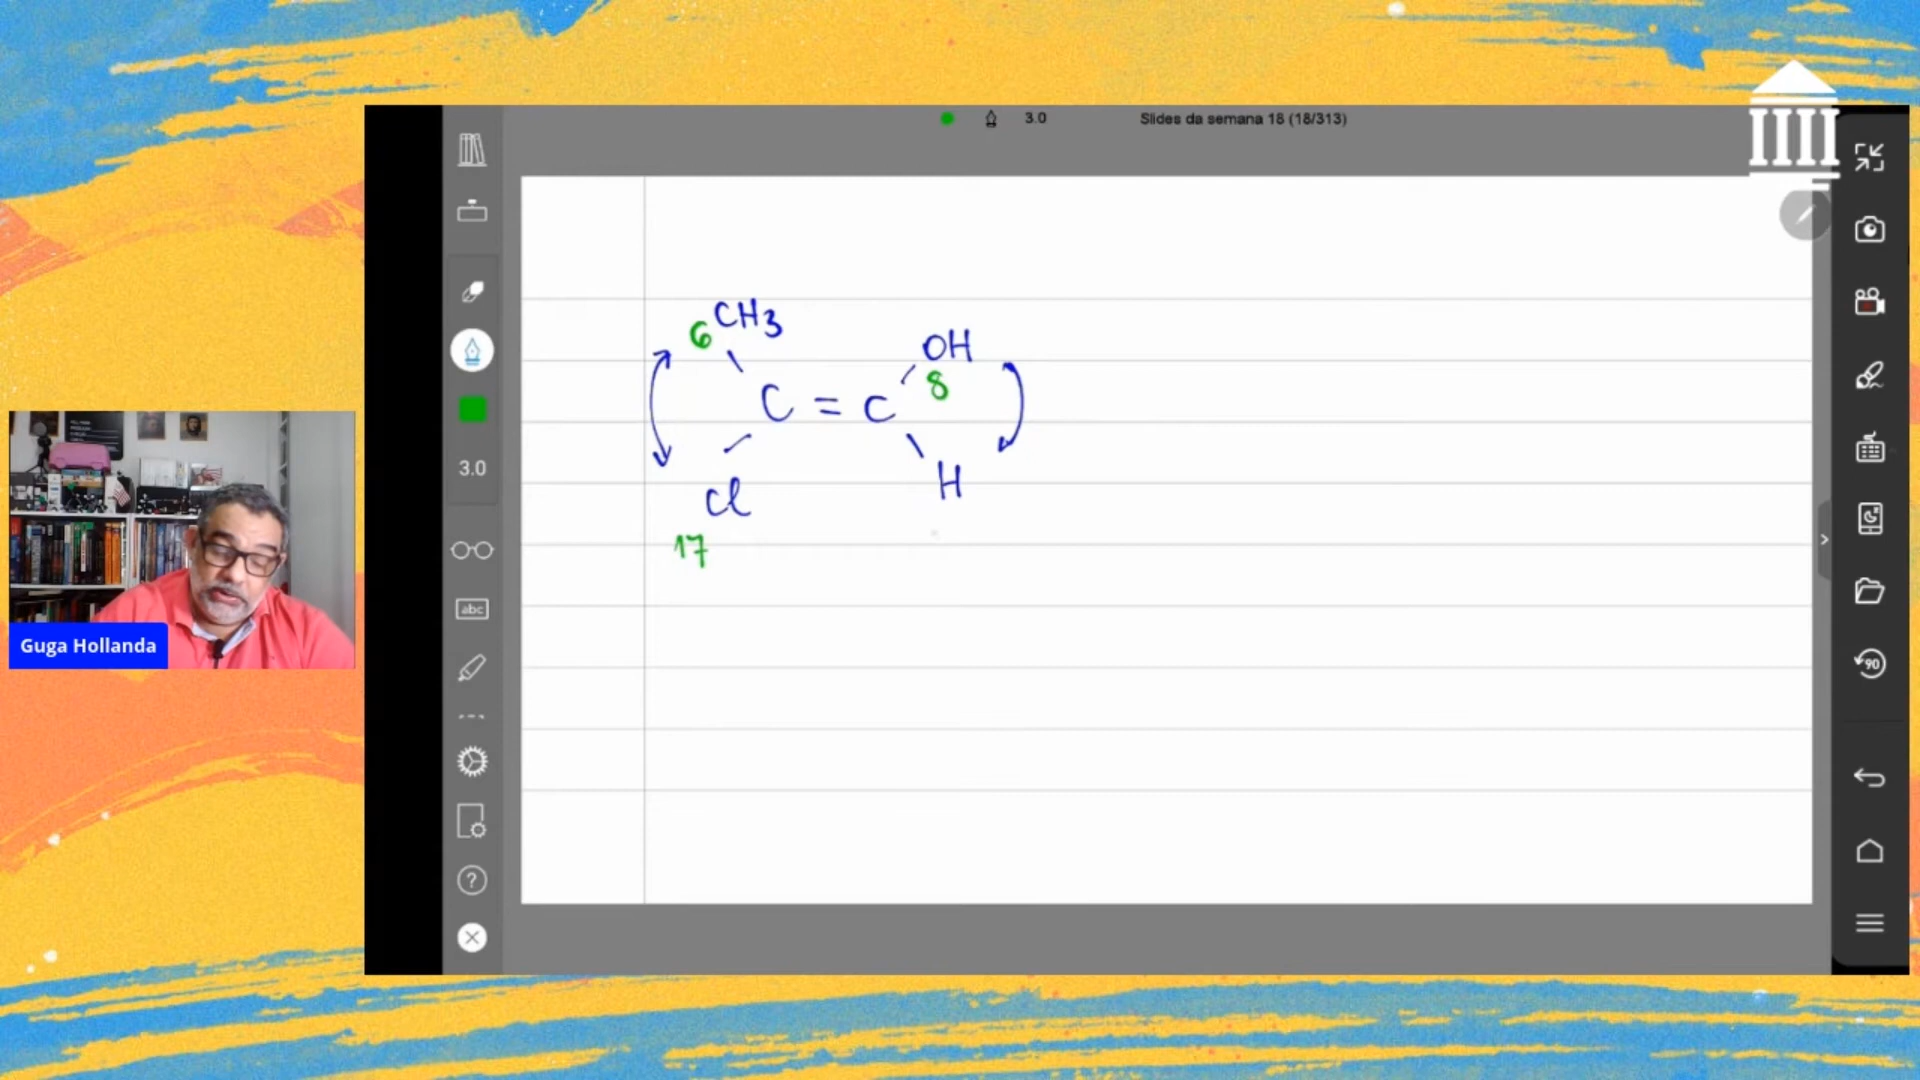 3.0 Slides da semana 18 (18/313)
CH3
6
OH
8
C = C
Cl
H
17
3.0
abc
90
?
Guga Hollanda